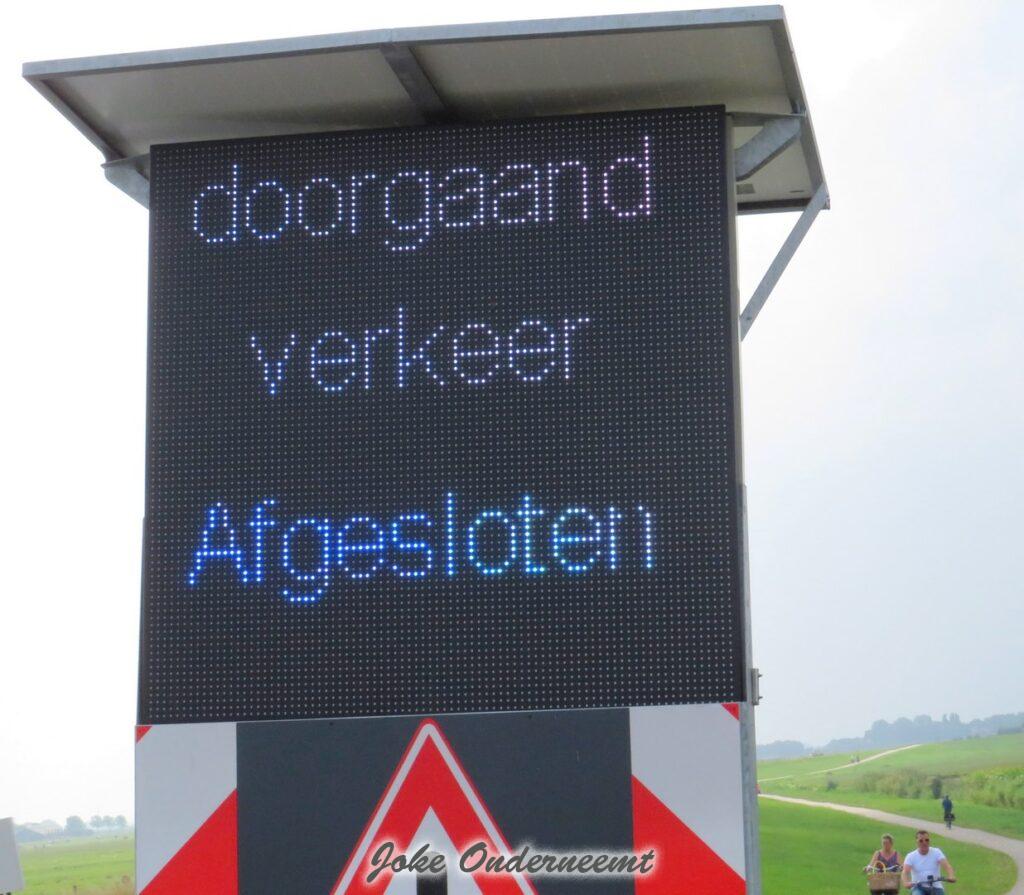 doorgaand
verkeer
Afgesloten
Joke Onderneemt